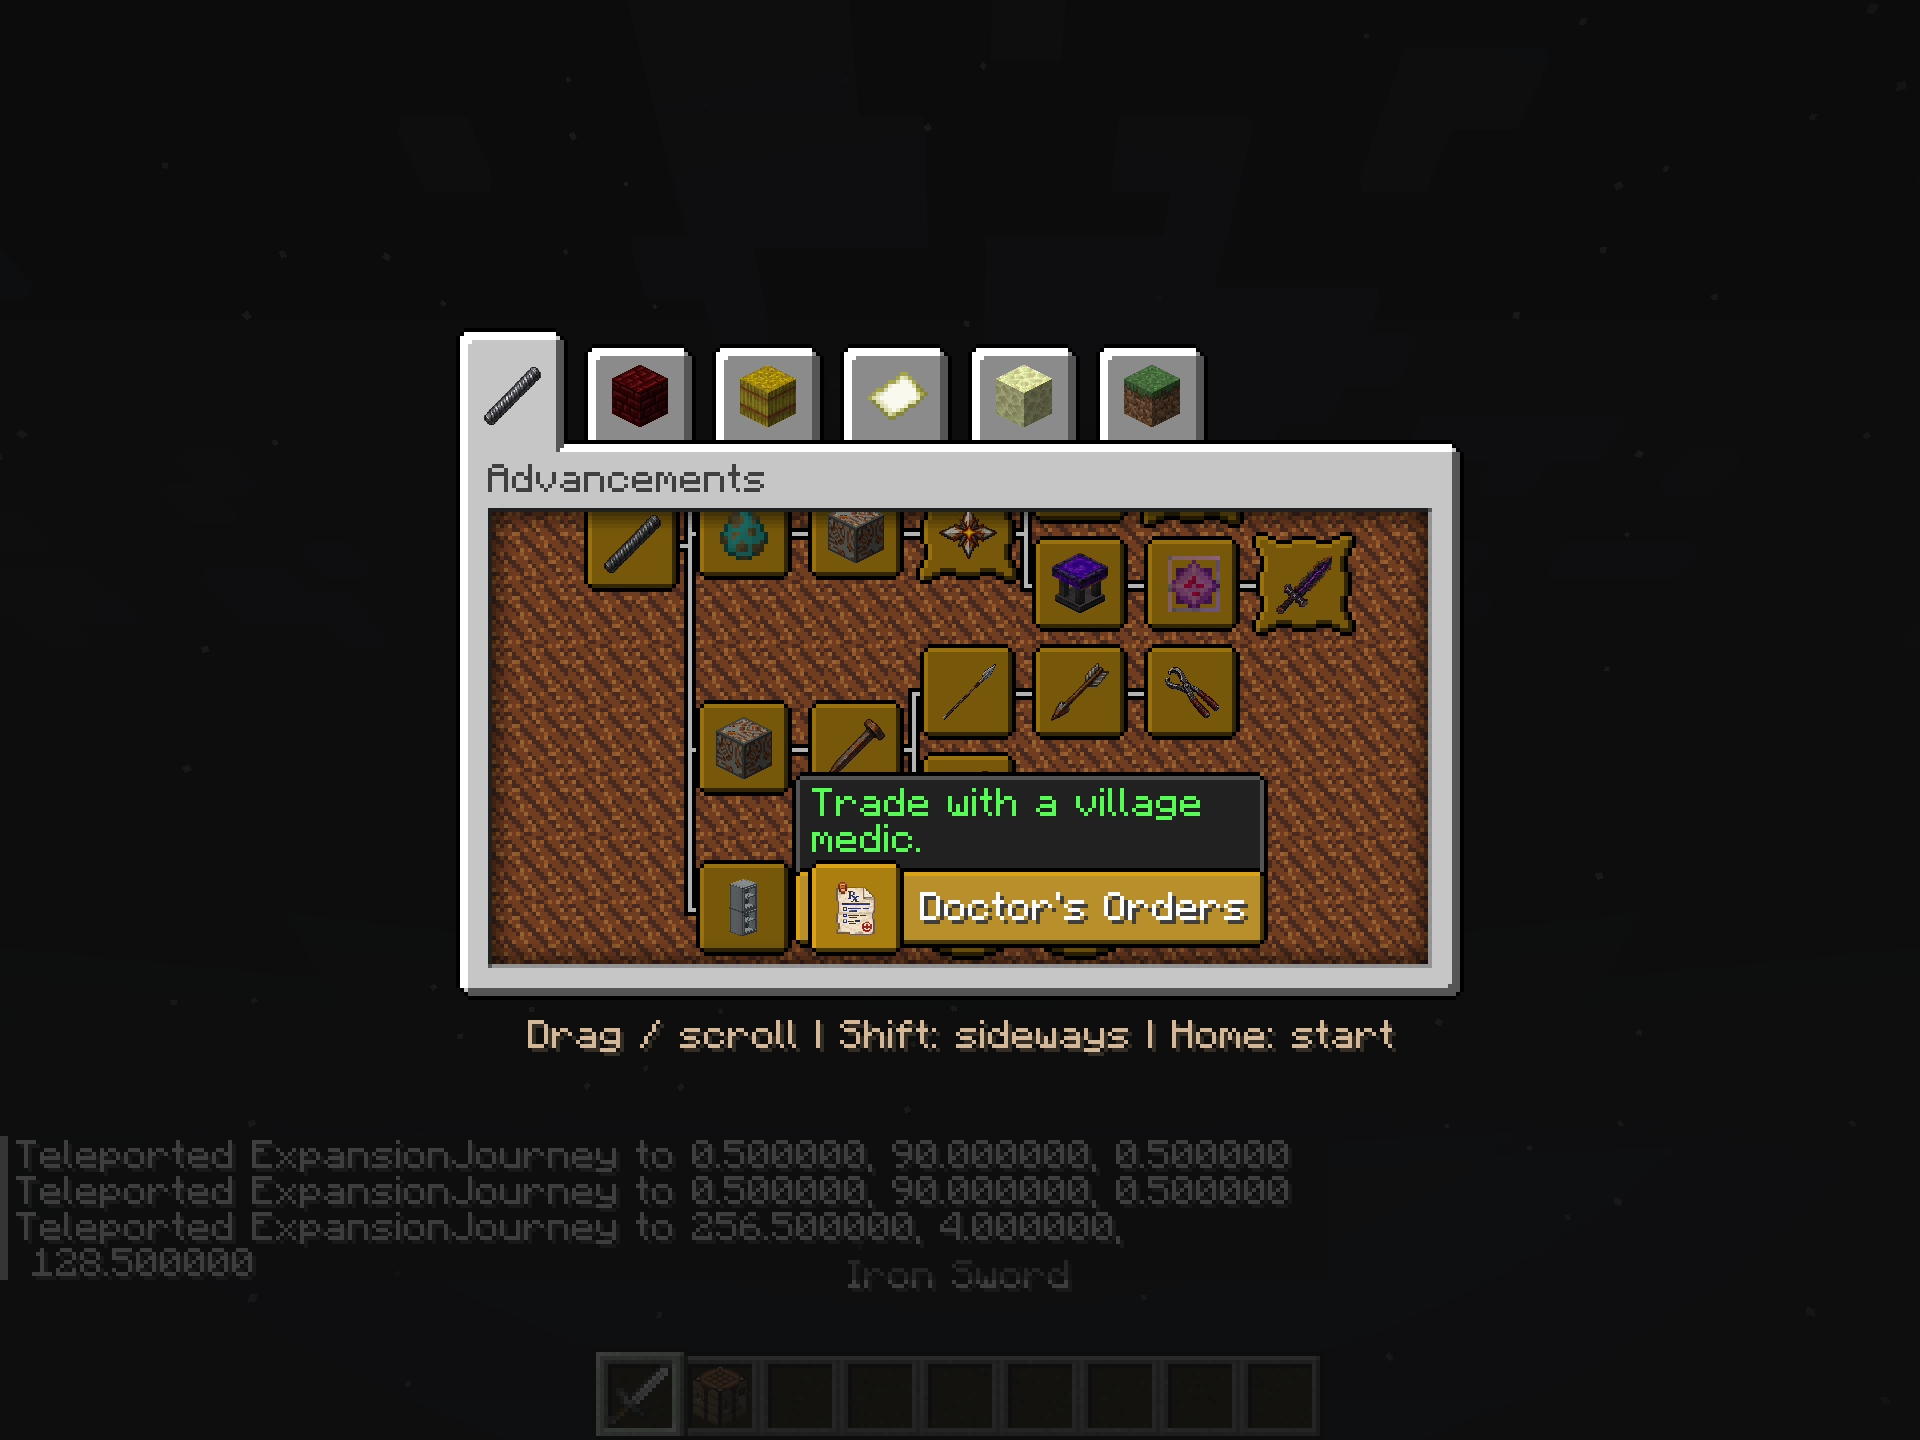 Advancements
Trade with a village
medic.
Rx
Doctor's Orders
Drag / scroll | Shift: sideways | Home: start
Teleported ExpansionJourney to 0.500000, 90.000000, 0.500000
Teleported ExpansionJourney to 0.500000, 90.000000, 0.500000
Teleported ExpansionJourney to 256.500000, 4.000000,
128.500000
Iron Sword